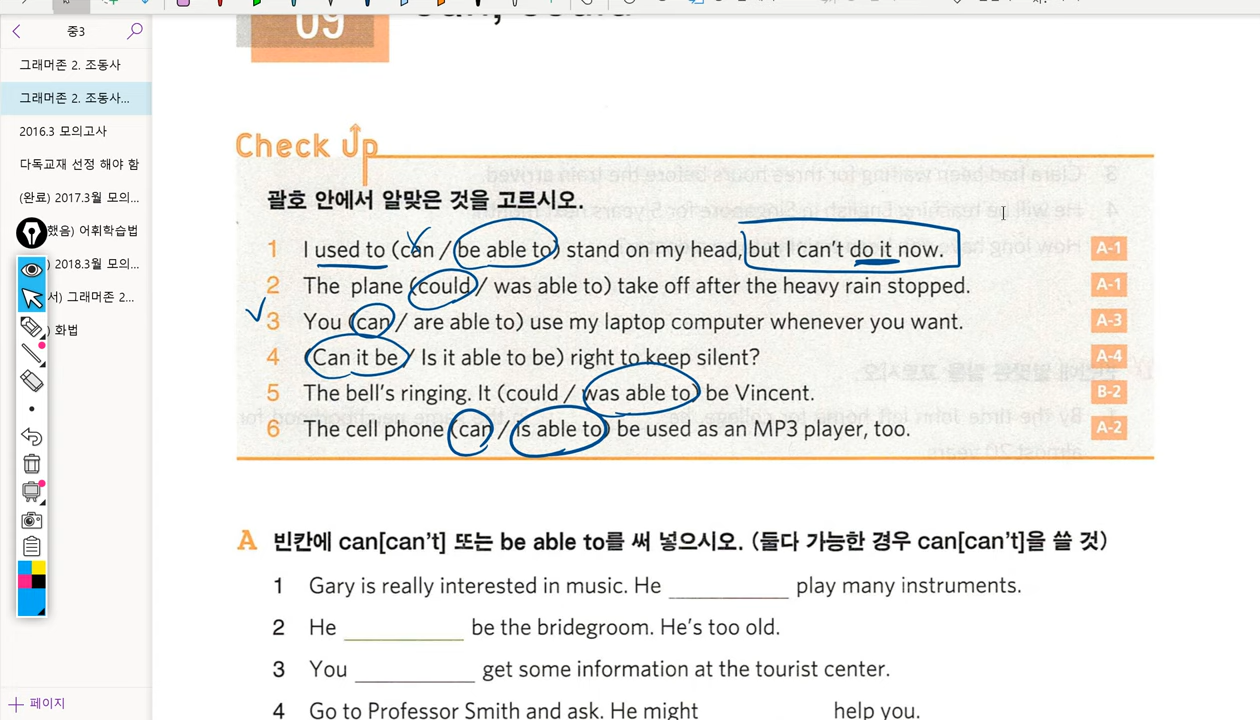 중3
그래머존 2. 조동사
그래머존 2. 조동사...
2016.3 모의고사
다독교재 선정 해야 함
(완료) 2017.3월 모의...
했음) 어휘학습법
) 2018.3월 모의...
서) 그래머존 2...
) 화법
페이지
09
Check Up
괄호 안에서 알맞은 것을 고르시오.
1 I used to (can / be able to) stand on my head, but I can't do it now. A-1
2 The plane (could / was able to) take off after the heavy rain stopped. A-1
3 You (can / are able to) use my laptop computer whenever you want. A-3
4 (Can it be / Is it able to be) right to keep silent? A-4
5 The bell's ringing. It (could / was able to) be Vincent. B-2
6 The cell phone (can / is able to) be used as an MP3 player, too. A-2
A 빈칸에 can[can't] 또는 be able to를 써 넣으시오. (둘다 가능한 경우 can[can't]을 쓸 것)
1 Gary is really interested in music. He __________ play many instruments.
2 He __________ be the bridegroom. He's too old.
3 You __________ get some information at the tourist center.
4 Go to Professor Smith and ask. He might help you.